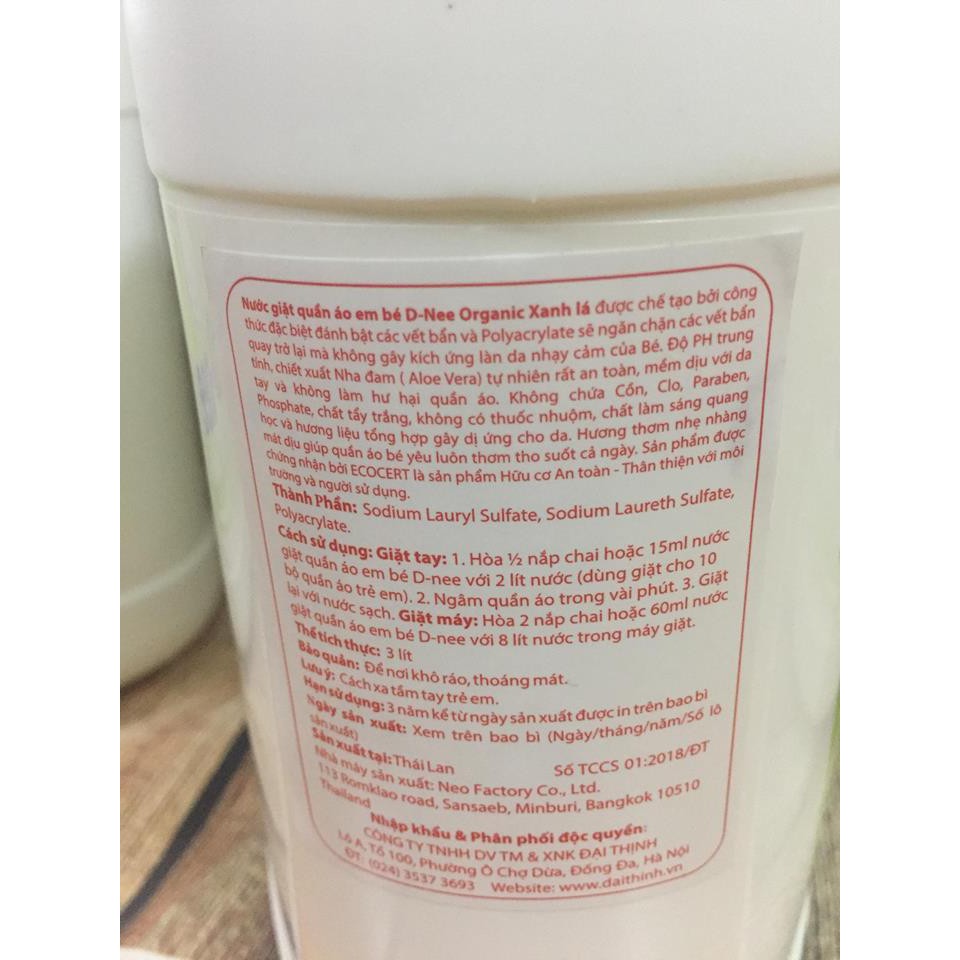 Nước giặt quần áo em bé D-Nee Organic Xanh lá được chế tạo bởi công
thức đặc biệt đánh bật các vết bẩn và Polyacrylate sẽ ngăn chặn các vết bẩn
quay trở lại mà không gây kích ứng làn da nhạy cảm của Bé. Độ PH trung
tính, chiết xuất Nha đam ( Aloe Vera) tự nhiên rất an toàn, mềm dịu với da
tay và không làm hư hại quần áo. Không chứa Cồn, Clo, Paraben,
Phosphate, chất tẩy trắng, không có thuốc nhuộm, chất làm sáng quang
học và hương liệu tổng hợp gây dị ứng cho da. Hương thơm nhẹ nhàng
mát dịu giúp quần áo bé yêu luôn thơm tho suốt cả ngày. Sản phẩm được
chứng nhận bởi ECOCERT là sản phẩm Hữu cơ An toàn - Thân thiện với môi
trường và người sử dụng.
Thành Phần: Sodium Lauryl Sulfate, Sodium Laureth Sulfate,
Polyacrylate.
Cách sử dụng: Giặt tay: 1. Hòa ½ nắp chai hoặc 15ml nước
giặt quần áo em bé D-nee với 2 lít nước (dùng giặt cho 10
bộ quần áo trẻ em). 2. Ngâm quần áo trong vài phút. 3. Giặt
lại với nước sạch. Giặt máy: Hòa 2 nắp chai hoặc 60ml nước
giặt quần áo em bé D-nee với 8 lít nước trong máy giặt.
Thể tích thực: 3 lít
Bảo quản: Để nơi khô ráo, thoáng mát.
Lưu ý: Cách xa tầm tay trẻ em.
Hạn sử dụng: 3 năm kể từ ngày sản xuất được in trên bao bì
Ngày sản xuất: Xem trên bao bì (Ngày/tháng/năm/Số lô
sản xuất)
Sản xuất tại: Thái Lan Số TCCS 01:2018/ĐT
Nhà máy sản xuất: Neo Factory Co., Ltd.
113 Romklao road, Sansaeb, Minburi, Bangkok 10510
Thailand
Nhập khẩu & Phân phối độc quyền:
CÔNG TY TNHH DV TM & XNK ĐẠI THỊNH
Lô A, Tổ 100, Phường Ô Chợ Dừa, Đống Đa, Hà Nội
ĐT: (024) 3537 3693 Website: www.daithinh.vn